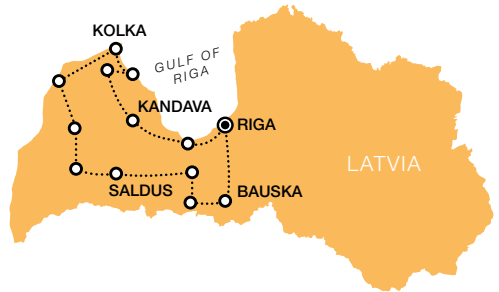 KOLKA
GULF OF
RIGA
KANDAVA
RIGA
LATVIA
SALDUS
BAUSKA